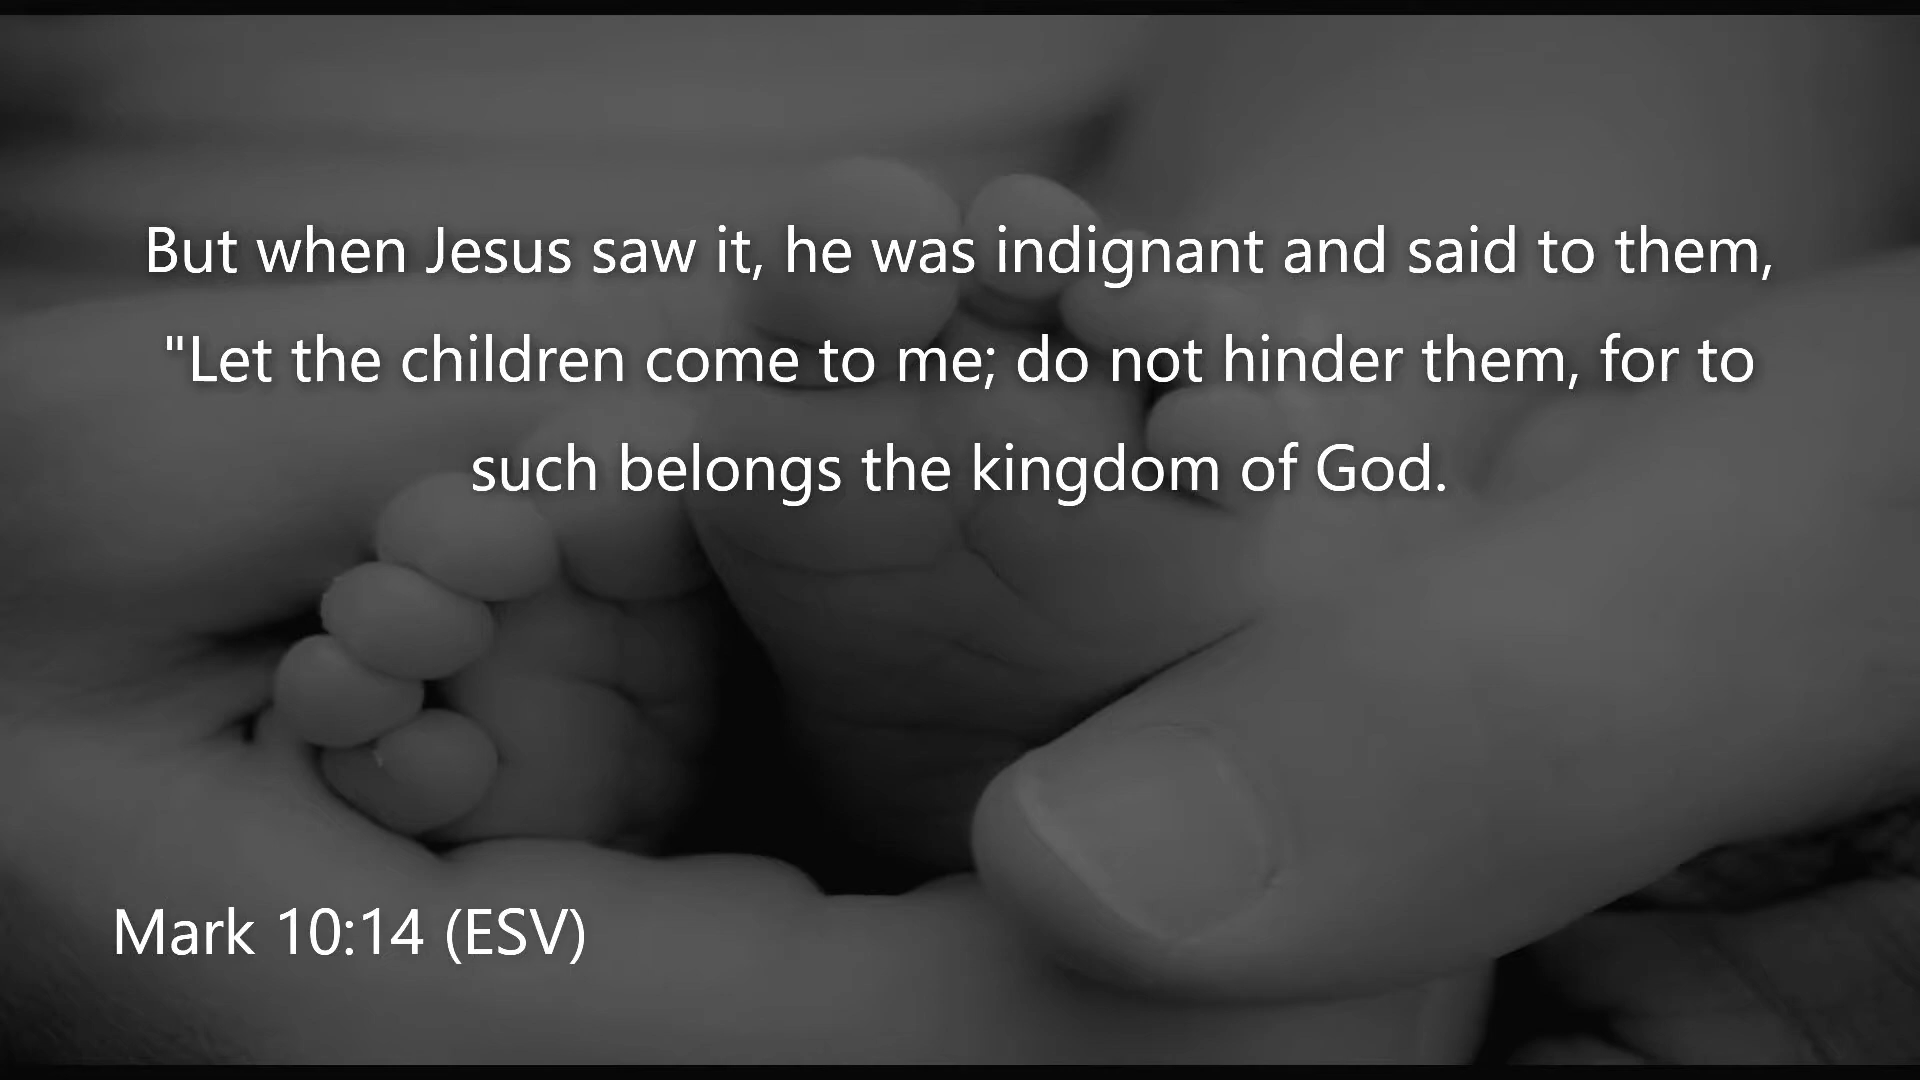 But when Jesus saw it, he was indignant and said to them,
"Let the children come to me; do not hinder them, for to
such belongs the kingdom of God.
Mark 10:14 (ESV)